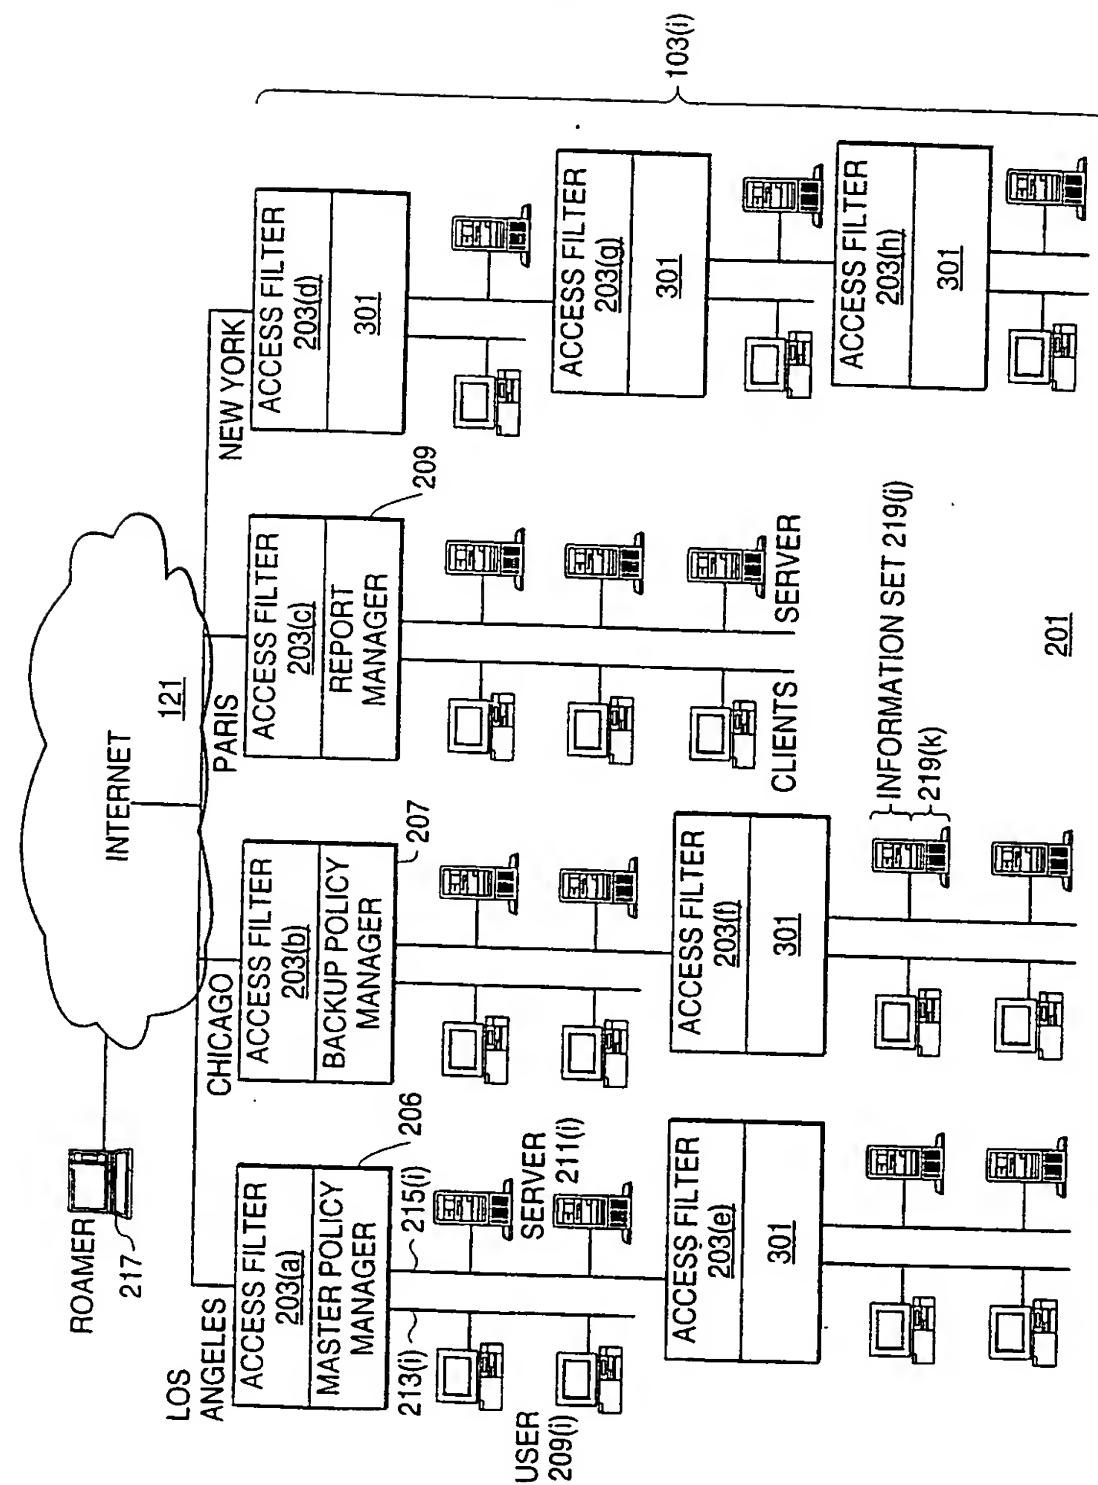 ROAMER
217
INTERNET
121
LOS
ANGELES
CHICAGO
PARIS
NEW YORK
ACCESS FILTER
203(a)
MASTER POLICY
MANAGER
206
ACCESS FILTER
203(b)
BACKUP POLICY
MANAGER
207
ACCESS FILTER
203(c)
REPORT
MANAGER
209
ACCESS FILTER
203(d)
301
103(i)
213(i)
215(i)
USER
209(i)
SERVER
211(i)
ACCESS FILTER
203(e)
301
ACCESS FILTER
203(f)
301
INFORMATION SET 219(j)
219(k)
CLIENTS
SERVER
ACCESS FILTER
203(g)
301
ACCESS FILTER
203(h)
301
201